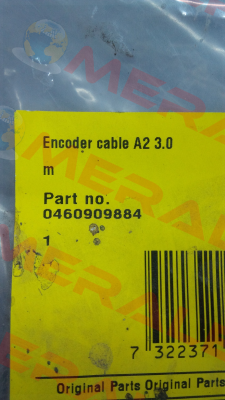 Encoder cable A2 3.0
m
Part no.
0460909884
1
7 322371
Original Parts Original Parts